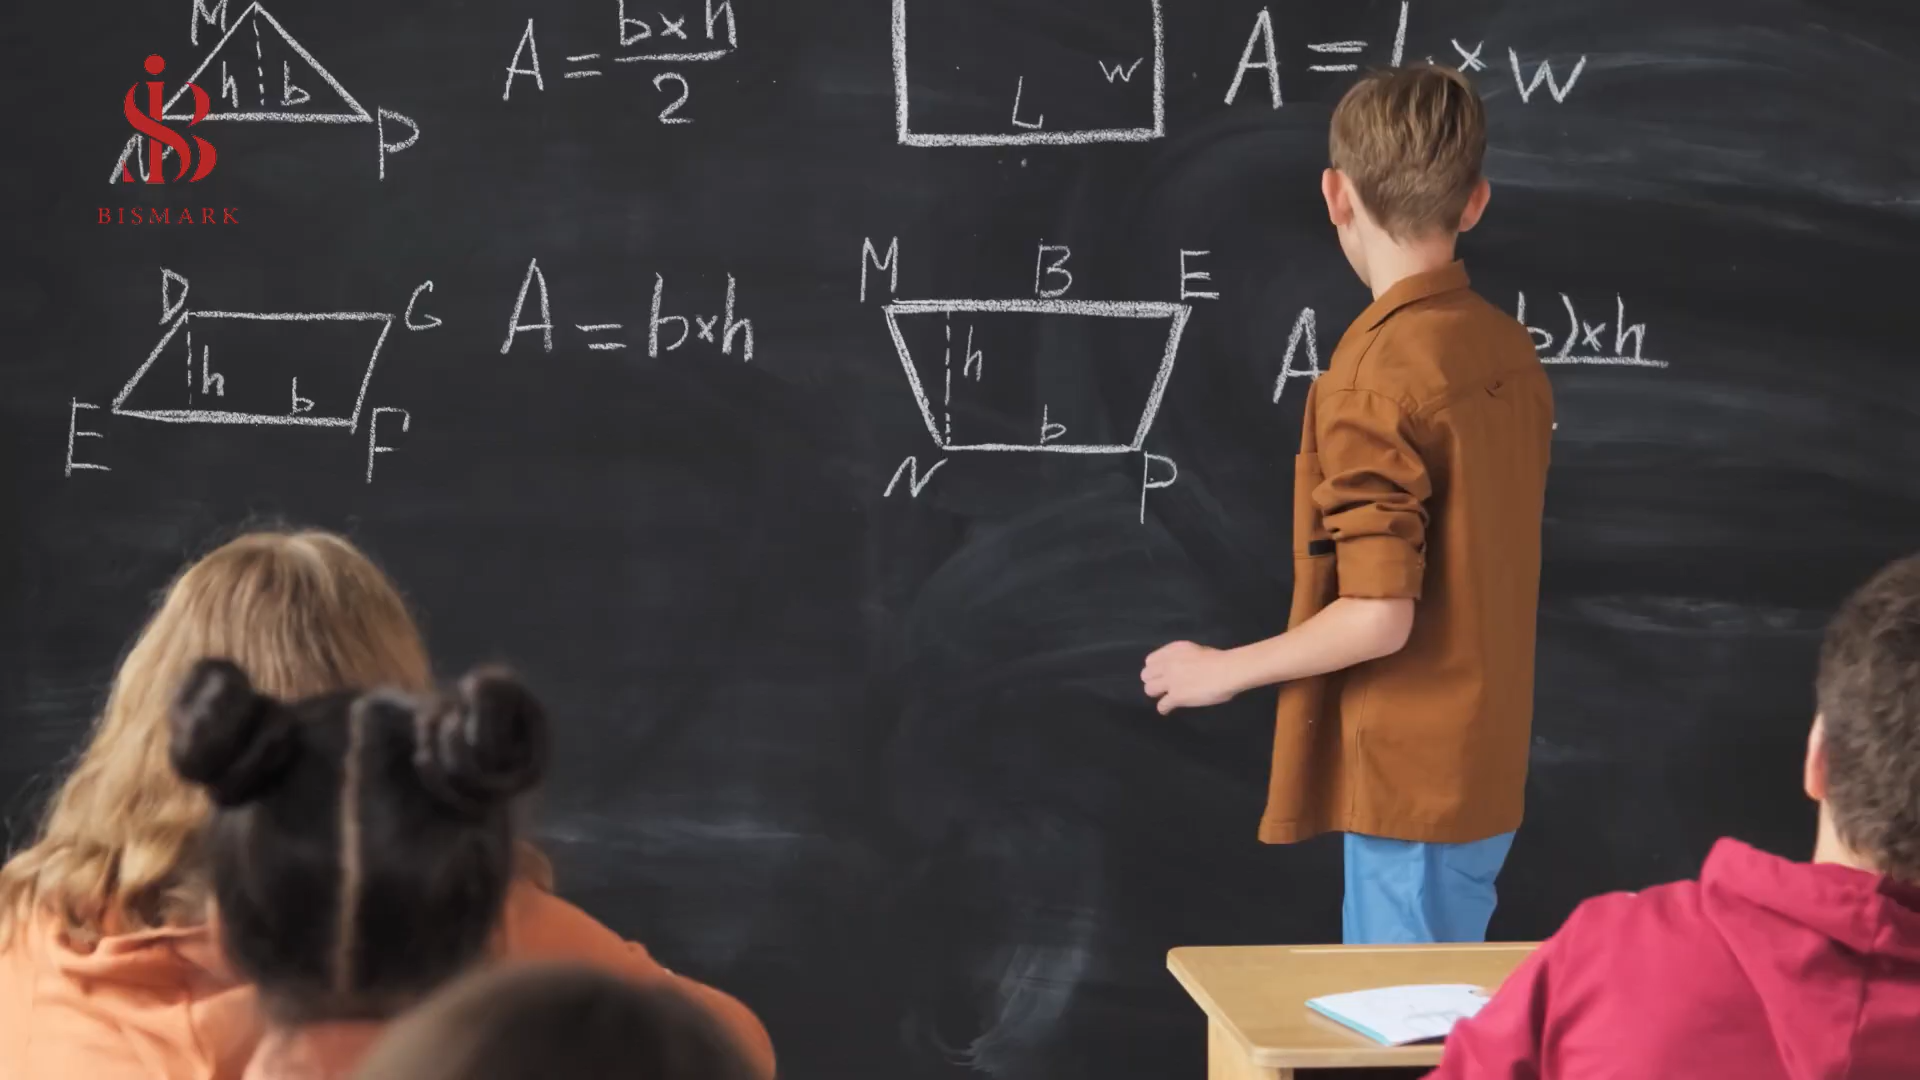 M
h b
N P
A = b×h
2
L
w
A = L × w
BISMARK
D G
h
b
E F
A = b×h
M B E
h
b
N P
A
b)×h